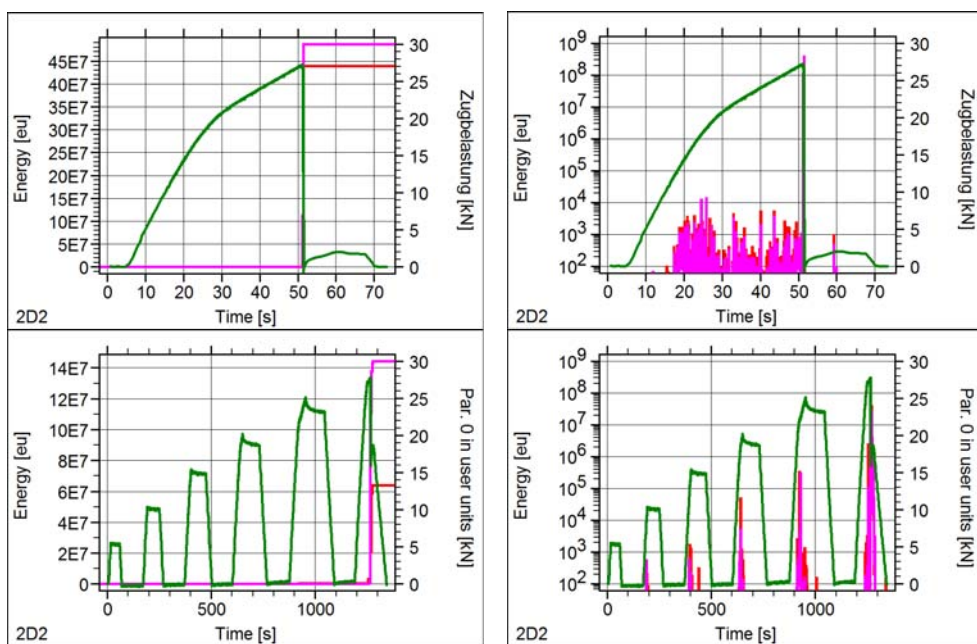 45E7
40E7
35E7
30E7
25E7
20E7
15E7
10E7
5E7
0
Energy [eu]
30
25
20
15
10
5
0
Zugbelastung [kN]
0 10 20 30 40 50 60 70
Time [s]
2D2
10⁹
10⁸
10⁷
10⁶
10⁵
10⁴
10³
10²
Energy [eu]
30
25
20
15
10
5
0
Zugbelastung [kN]
0 10 20 30 40 50 60 70
Time [s]
2D2
14E7
12E7
10E7
8E7
6E7
4E7
2E7
0
Energy [eu]
30
25
20
15
10
5
0
Par. 0 in
user units [KN]
0 500 1000
Time [s]
2D2
10⁹
10⁸
10⁷
10⁶
10⁵
10⁴
10³
10²
Energy [eu]
30
25
20
15
10
5
0
Par. 0 in
user units [KN]
0 500 1000
Time [s]
2D2